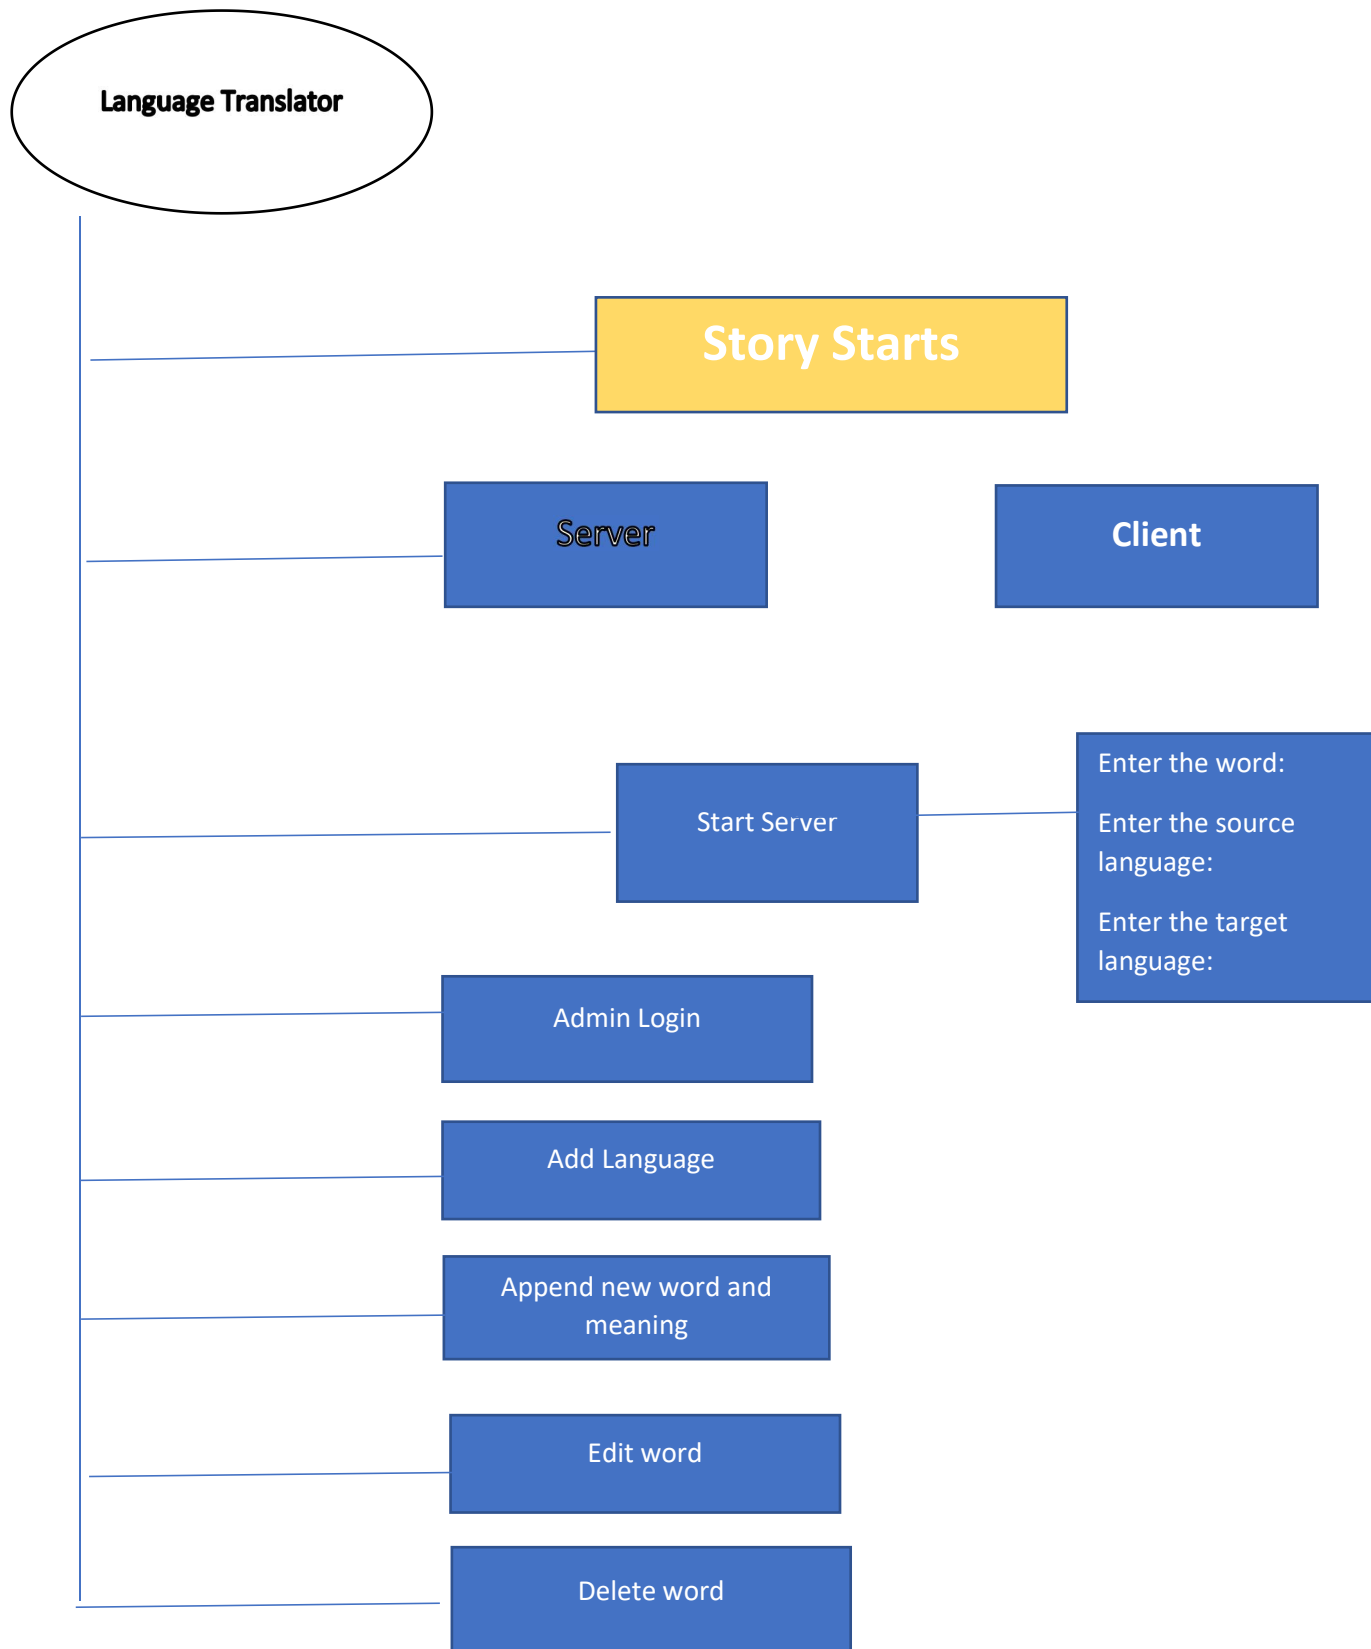 Language Translator
Story Starts
Server
Client
Start Server
Enter the word:
Enter the source
language:
Enter the target
language:
Admin Login
Add Language
Append new word and
meaning
Edit word
Delete word